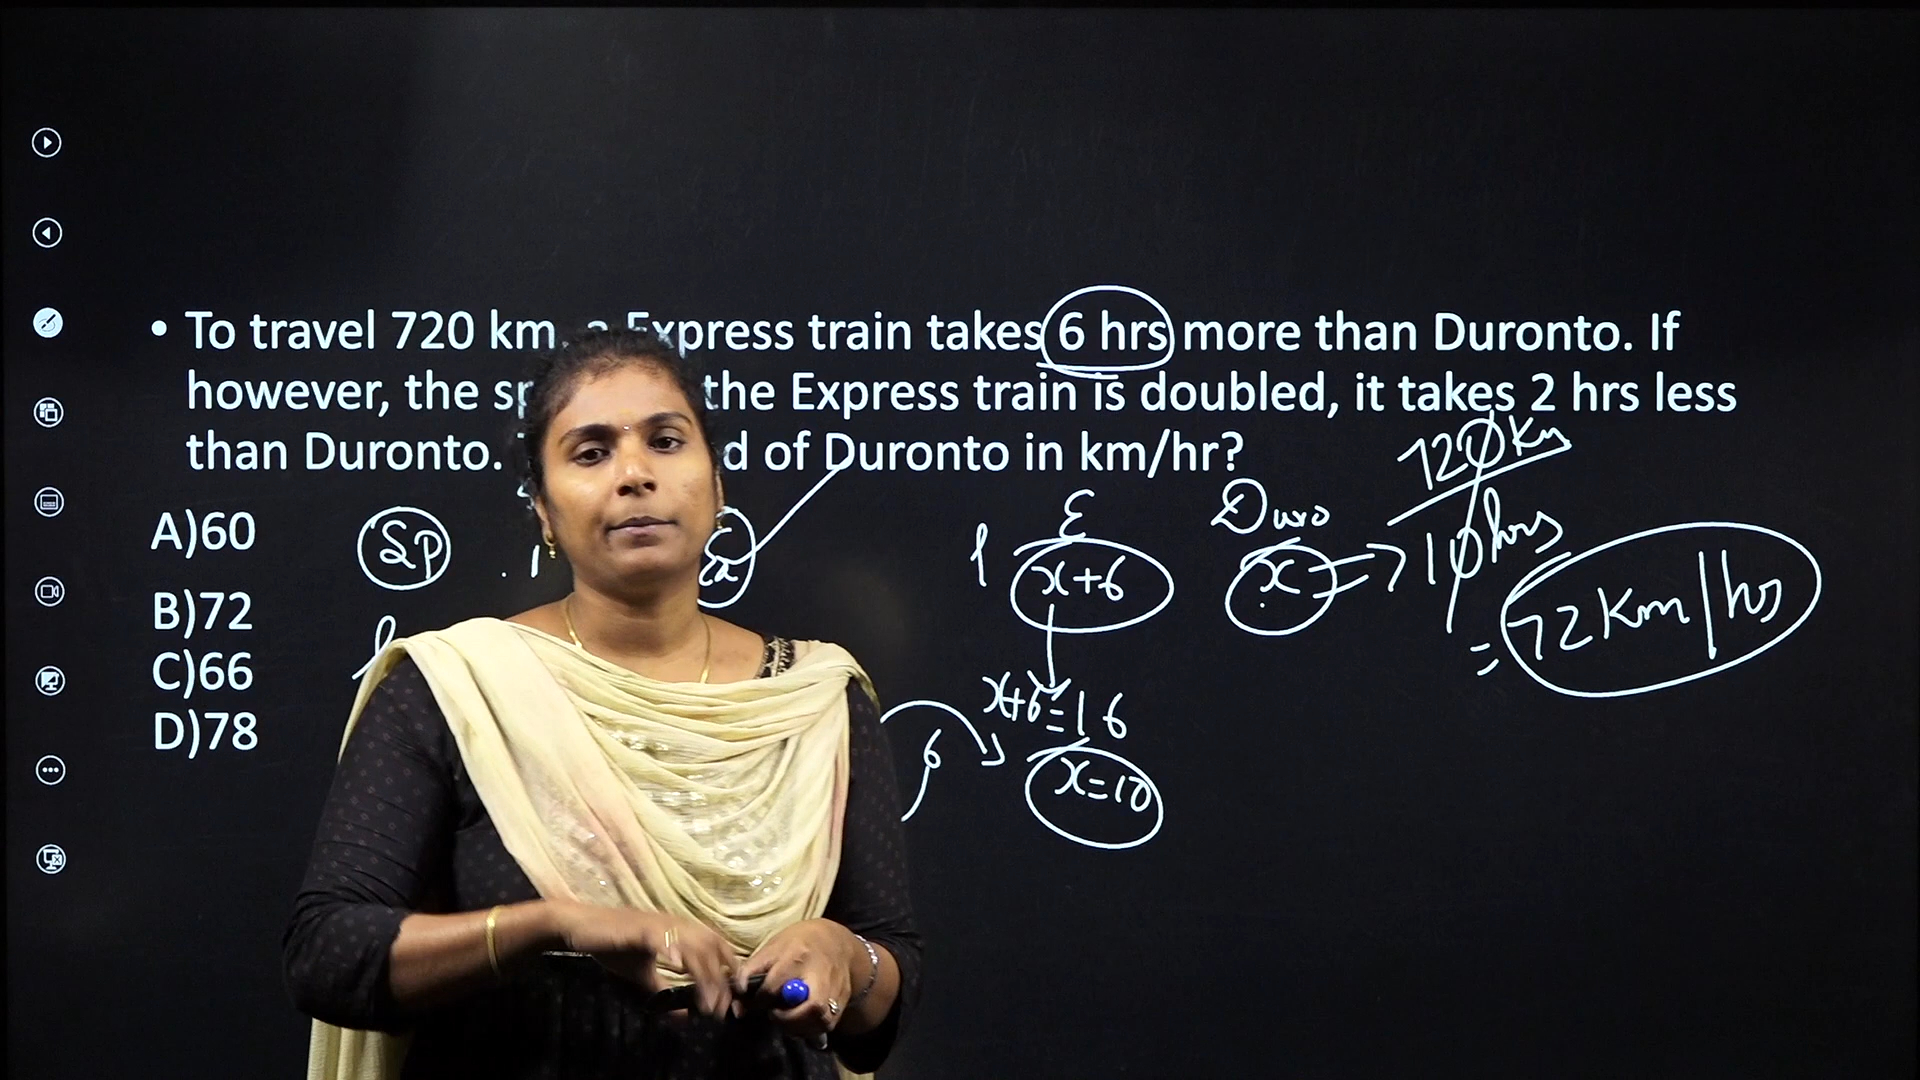 • To travel 720 km, a Express train takes 6 hrs more than Duronto. If
however, the the Express train is doubled, it takes 2 hrs less
than Duronto. of Duronto in km/hr?
A)60
B)72
C)66
D)78
Sp
E Duro
x+6 x
720 Km
10 hrs
= 72 Km/hr
x+6=16
6
x=10